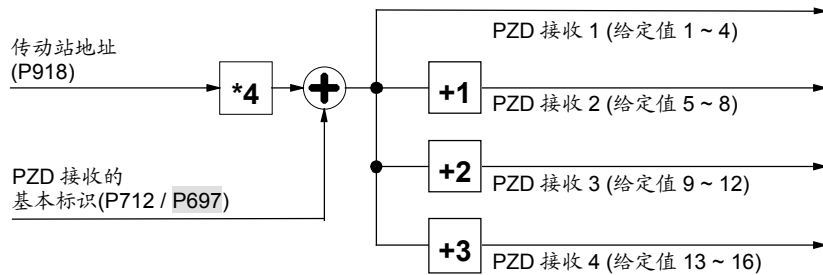 PZD 接收 1 (给定值 1 ~ 4)
传动站地址
(P918)
*4
+
+1
PZD 接收 2 (给定值 5 ~ 8)
PZD 接收的
基本标识(P712 / P697)
+2
PZD 接收 3 (给定值 9 ~ 12)
+3
PZD 接收 4 (给定值 13 ~ 16)